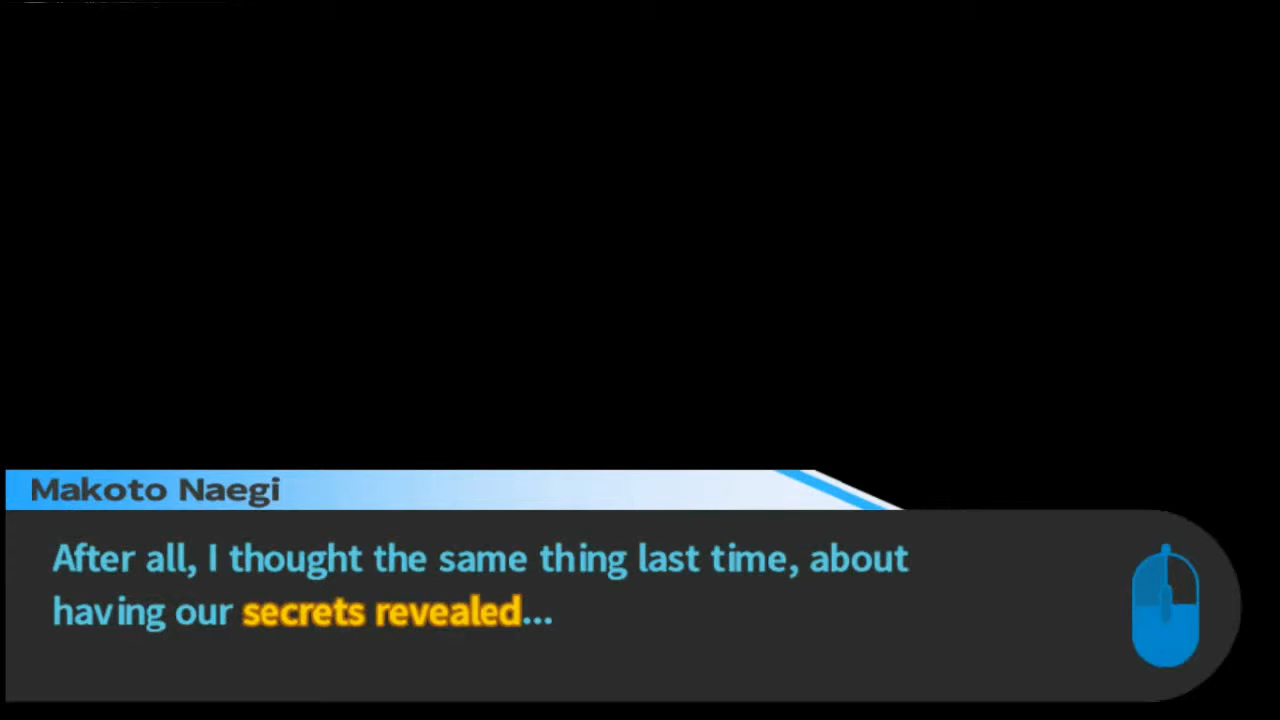 Makoto Naegi
After all, I thought the same thing last time, about
having our secrets revealed...